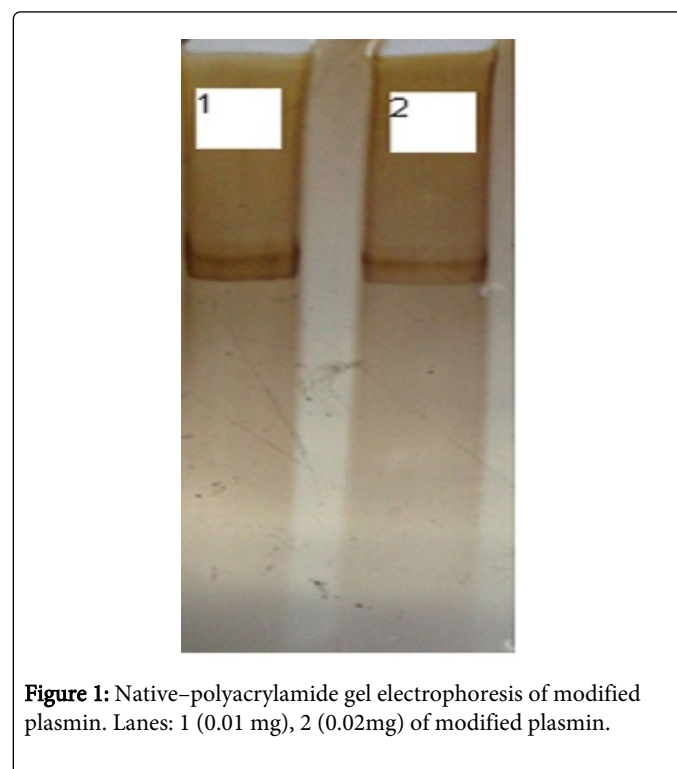 1 2
Figure 1: Native–polyacrylamide gel electrophoresis of modified
plasmin. Lanes: 1 (0.01 mg), 2 (0.02mg) of modified plasmin.